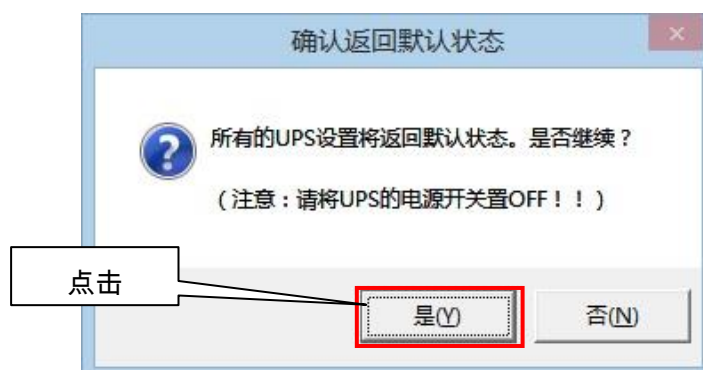 确认返回默认状态
所有的UPS设置将返回默认状态。是否继续？
（注意：请将UPS的电源开关置OFF！！）
点击
是(Y)
否(N)